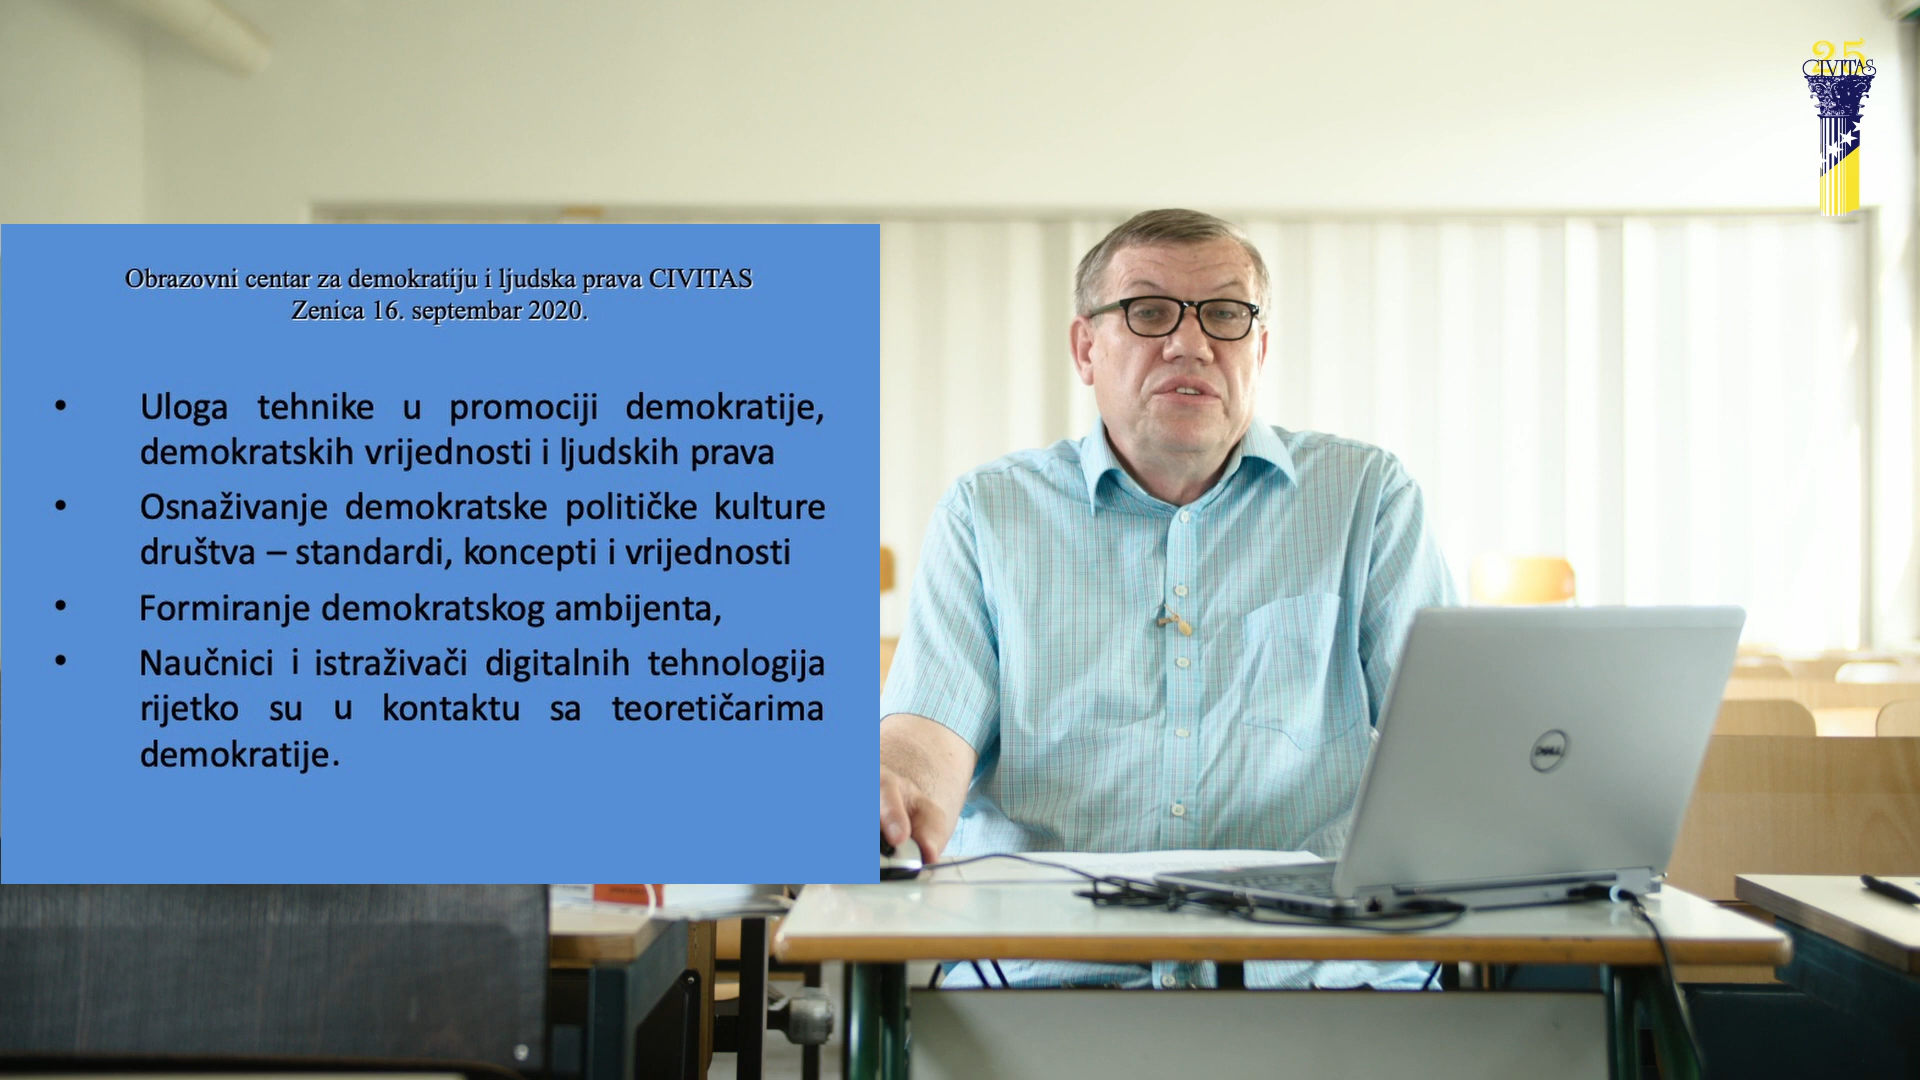 25
CIVITAS
Obrazovni centar za demokratiju i ljudska prava CIVITAS
Zenica 16. septembar 2020.
• Uloga tehnike u promociji demokratije,
demokratskih vrijednosti i ljudskih prava
• Osnaživanje demokratske političke kulture
društva – standardi, koncepti i vrijednosti
• Formiranje demokratskog ambijenta,
• Naučnici i istraživači digitalnih tehnologija
rijetko su u kontaktu sa teoretičarima
demokratije.
DELL